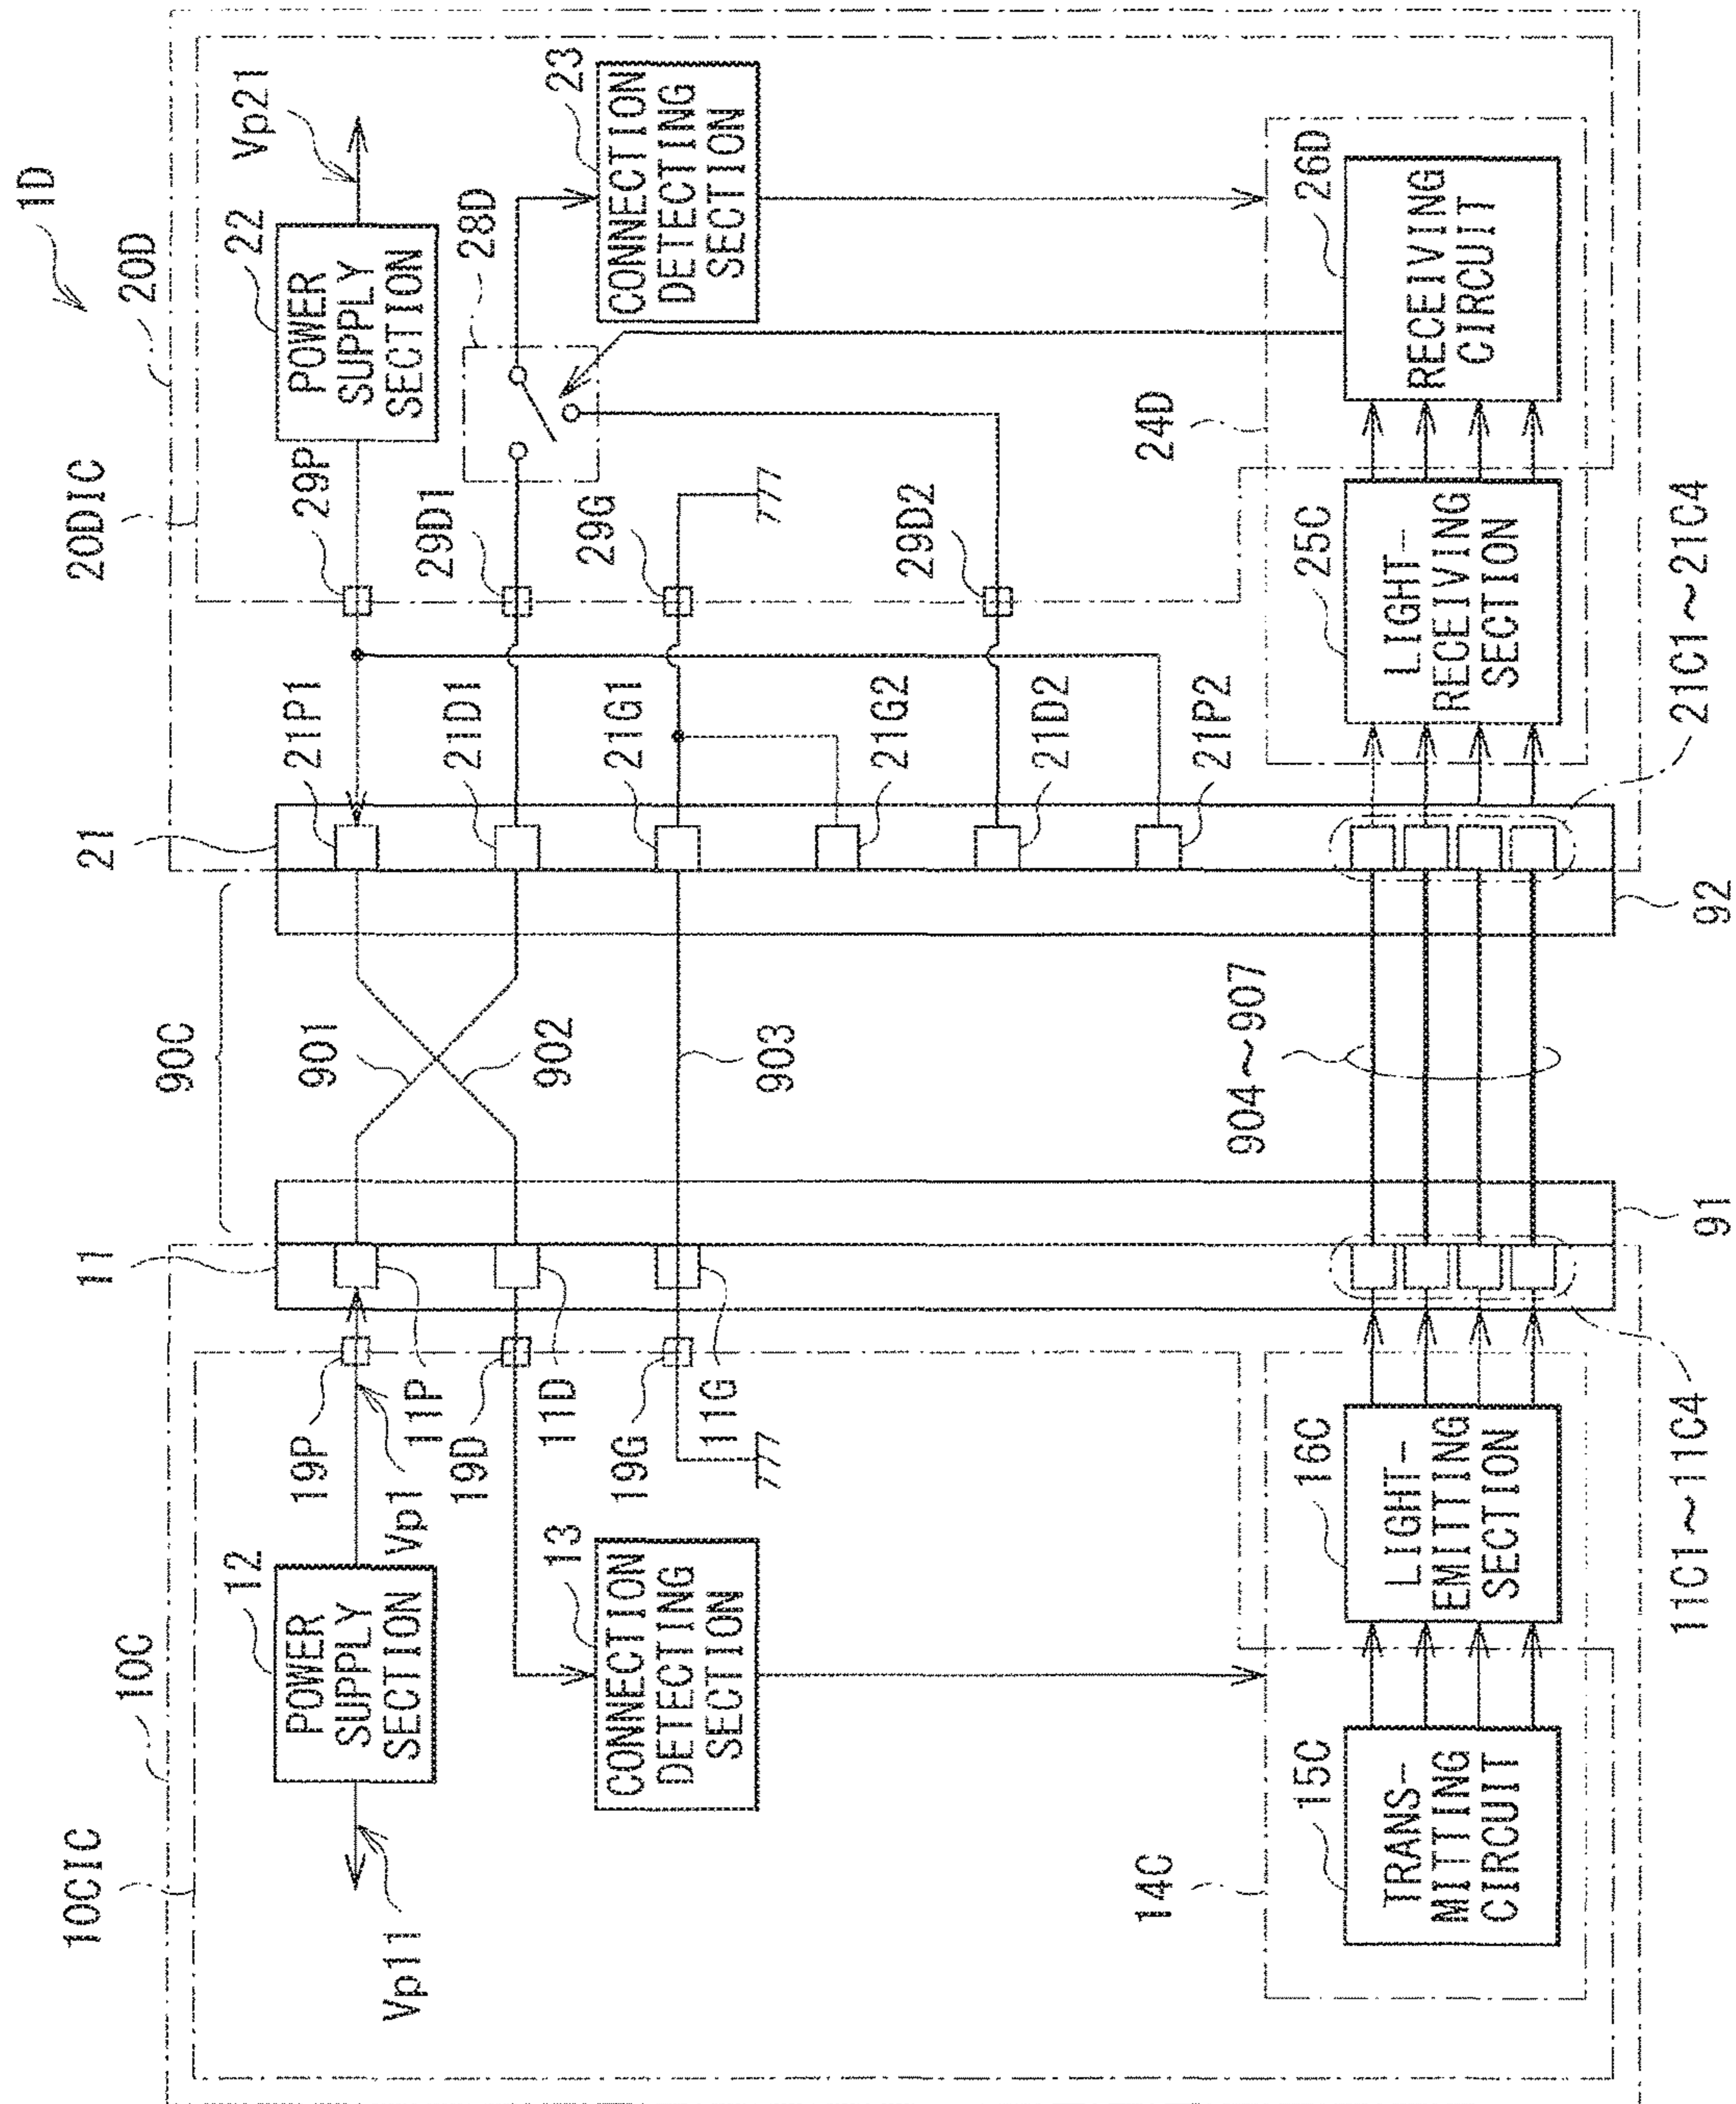 1D
10C
10CIC
20D
20DIC
90C
11
21
12
POWER
SUPPLY
SECTION
Vp11
Vp1
19P
11P
901
902
21P1
29P
22
POWER
SUPPLY
SECTION
Vp21
19D
11D
21D1
29D1
28D
13
CONNECTION
DETECTING
SECTION
19G
11G
903
21G1
29G
23
CONNECTION
DETECTING
SECTION
21G2
21D2
29D2
21P2
14C
15C
TRANS-
MITTING
CIRCUIT
16C
LIGHT-
EMITTING
SECTION
904~907
24D
25C
LIGHT-
RECEIVING
SECTION
26D
RECEIVING
CIRCUIT
11C1~11C4
91
92
21C1~21C4